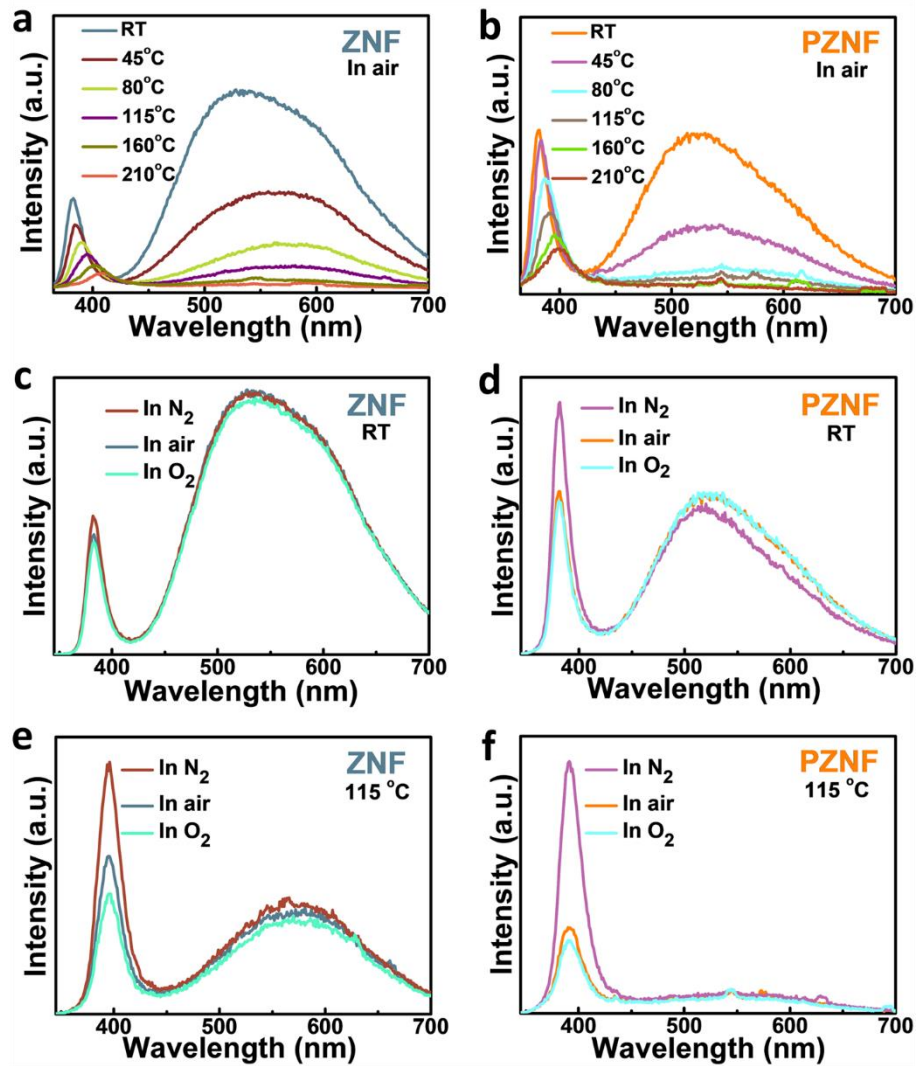 a
Intensity (a.u.)
RT
45°C
80°C
115°C
160°C
210°C
ZNF
In air
400 500 600 700
Wavelength (nm)
b
Intensity (a.u.)
RT
45°C
80°C
115°C
160°C
210°C
PZNF
In air
400 500 600 700
Wavelength (nm)
c
Intensity (a.u.)
In N2
In air
In O2
ZNF
RT
400 500 600 700
Wavelength (nm)
d
Intensity (a.u.)
In N2
In air
In O2
PZNF
RT
400 500 600 700
Wavelength (nm)
e
Intensity (a.u.)
In N2
In air
In O2
ZNF
115 °C
400 500 600 700
Wavelength (nm)
f
Intensity (a.u.)
In N2
In air
In O2
PZNF
115 °C
400 500 600 700
Wavelength (nm)